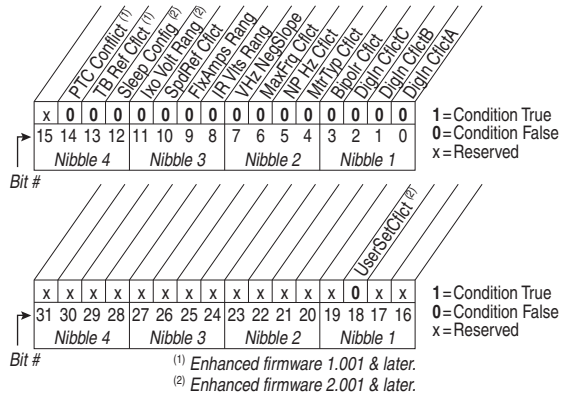 PTC Conflict (1)
TB Ref Cflct (1)
Sleep Config (2)
Ixo Volt Rang (2)
SpdRef Cflct
FlxAmps Rang
IR Vlts Rang
VHz NegSlope
MaxFrq Cflct
NP Hz Cflct
MtrTyp Cflct
Bipolr Cflct
DigIn CflctC
DigIn CflctB
DigIn CflctA
x 0 0 0 0 0 0 0 0 0 0 0 0 0 0 0
15 14 13 12 11 10 9 8 7 6 5 4 3 2 1 0
Nibble 4 Nibble 3 Nibble 2 Nibble 1
Bit #
1=Condition True
0=Condition False
x=Reserved
UserSetCflct (2)
x x x x x x x x x x x x x 0 x x
31 30 29 28 27 26 25 24 23 22 21 20 19 18 17 16
Nibble 4 Nibble 3 Nibble 2 Nibble 1
Bit #
1=Condition True
0=Condition False
x=Reserved
(1) Enhanced firmware 1.001 & later.
(2) Enhanced firmware 2.001 & later.